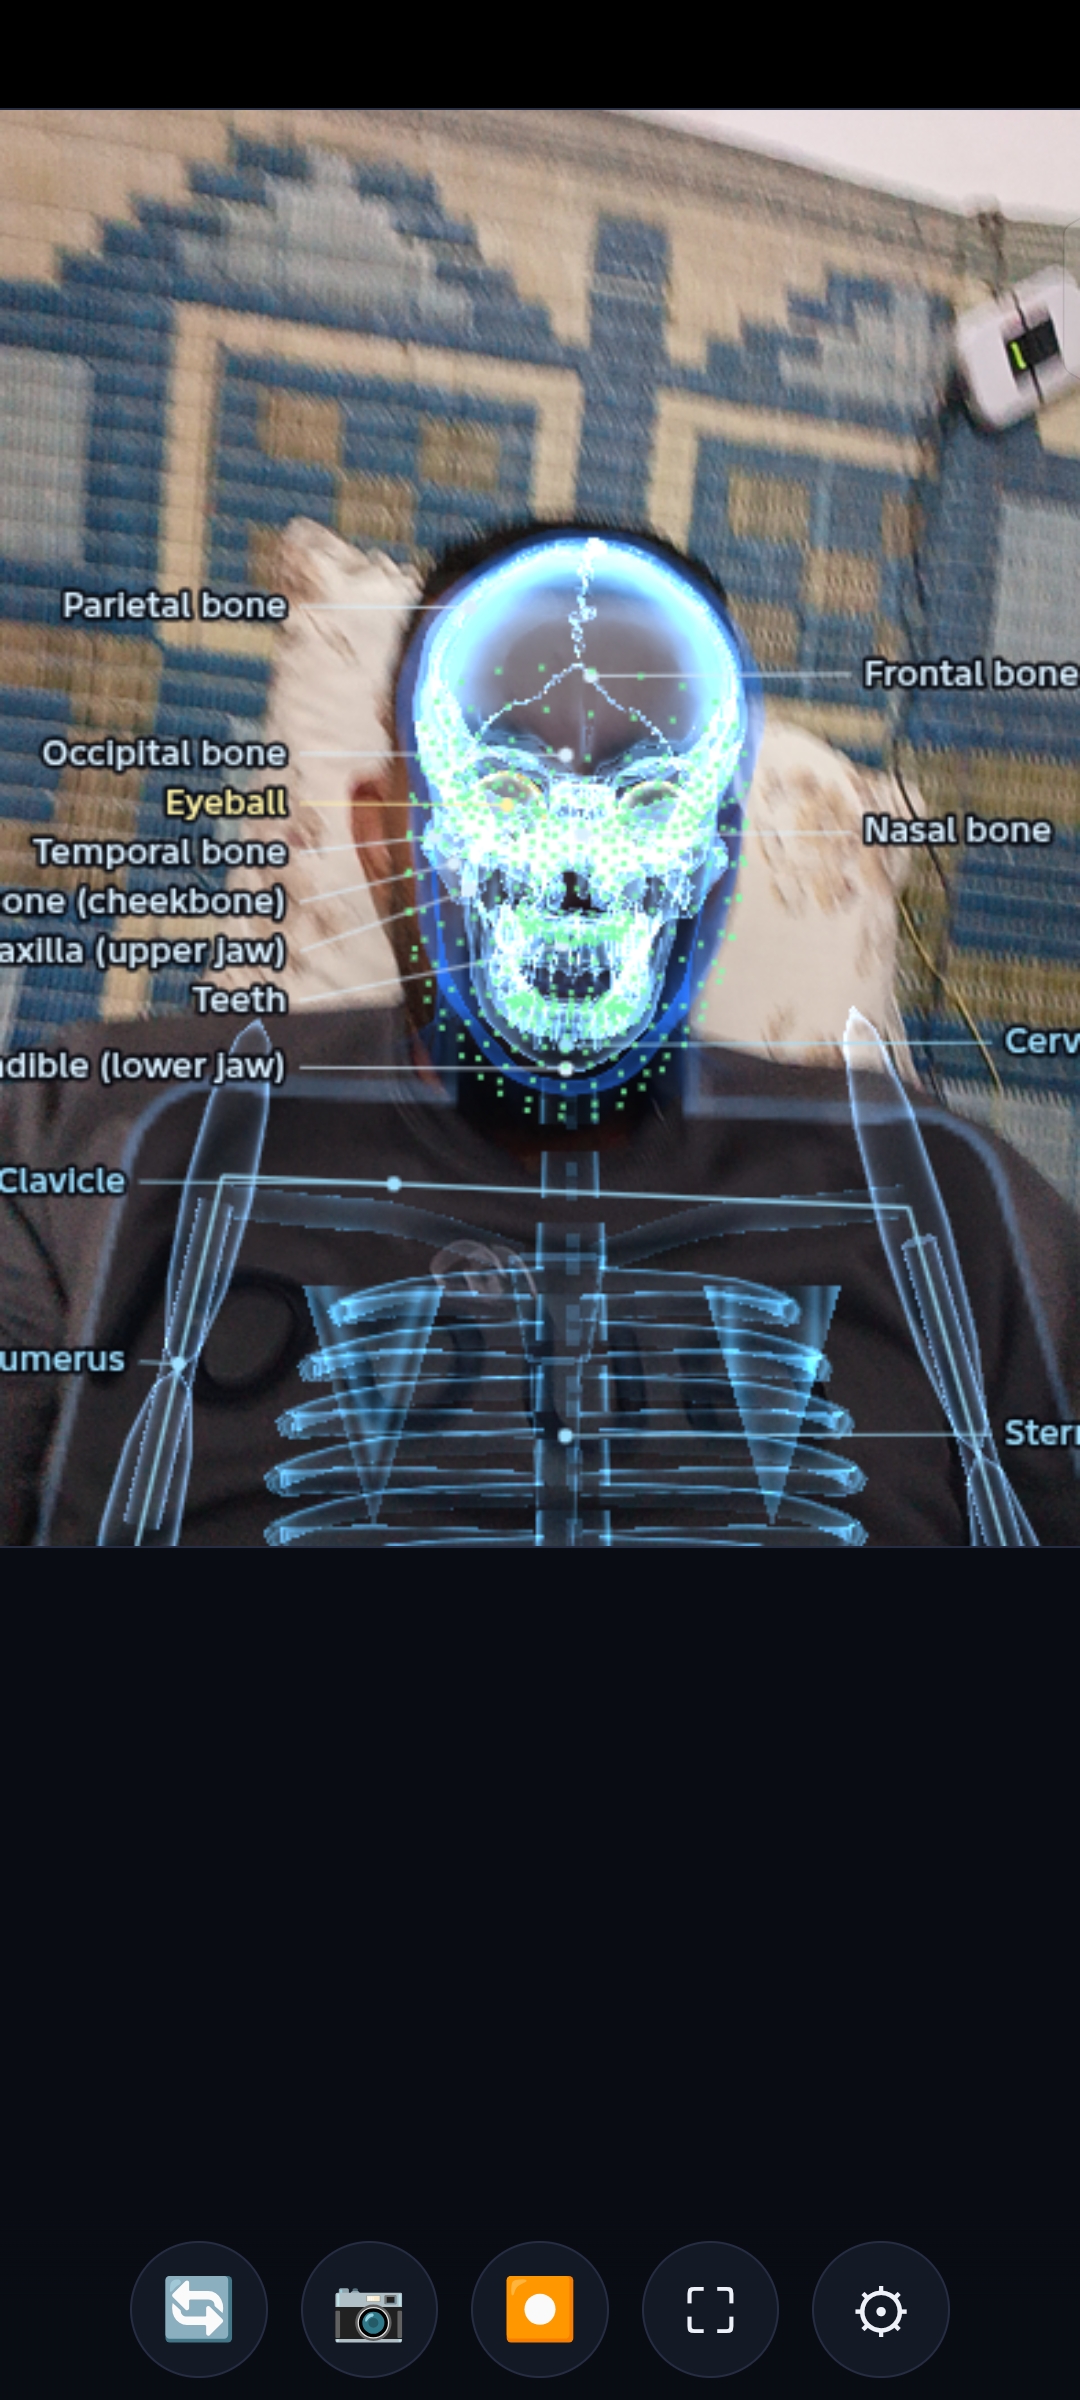 Parietal bone
Frontal bone
Occipital bone
Eyeball
Nasal bone
Temporal bone
one (cheekbone)
axilla (upper jaw)
Teeth
Cerv
dible (lower jaw)
Clavicle
umerus
Ster